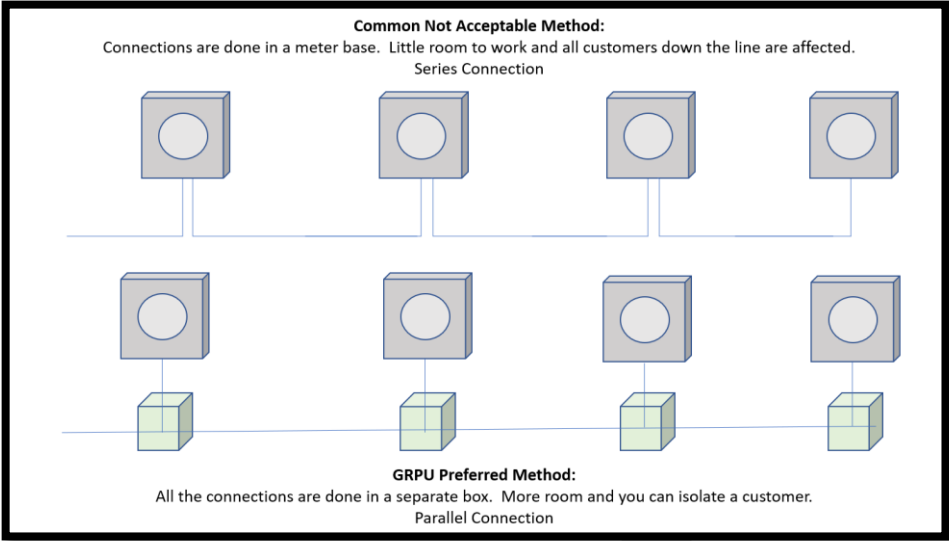 Common Not Acceptable Method:
Connections are done in a meter base. Little room to work and all customers down the line are affected.
Series Connection
GRPU Preferred Method:
All the connections are done in a separate box. More room and you can isolate a customer.
Parallel Connection